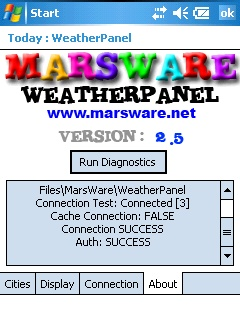 Start
ok
Today : WeatherPanel
MARSWARE
WEATHERPANEL
www.marsware.net
VERSION: 2.5
Run Diagnostics
Files\MarsWare\WeatherPanel
Connection Test: Connected [3]
Cache Connection: FALSE
Connection SUCCESS
Auth: SUCCESS
Cities Display Connection About